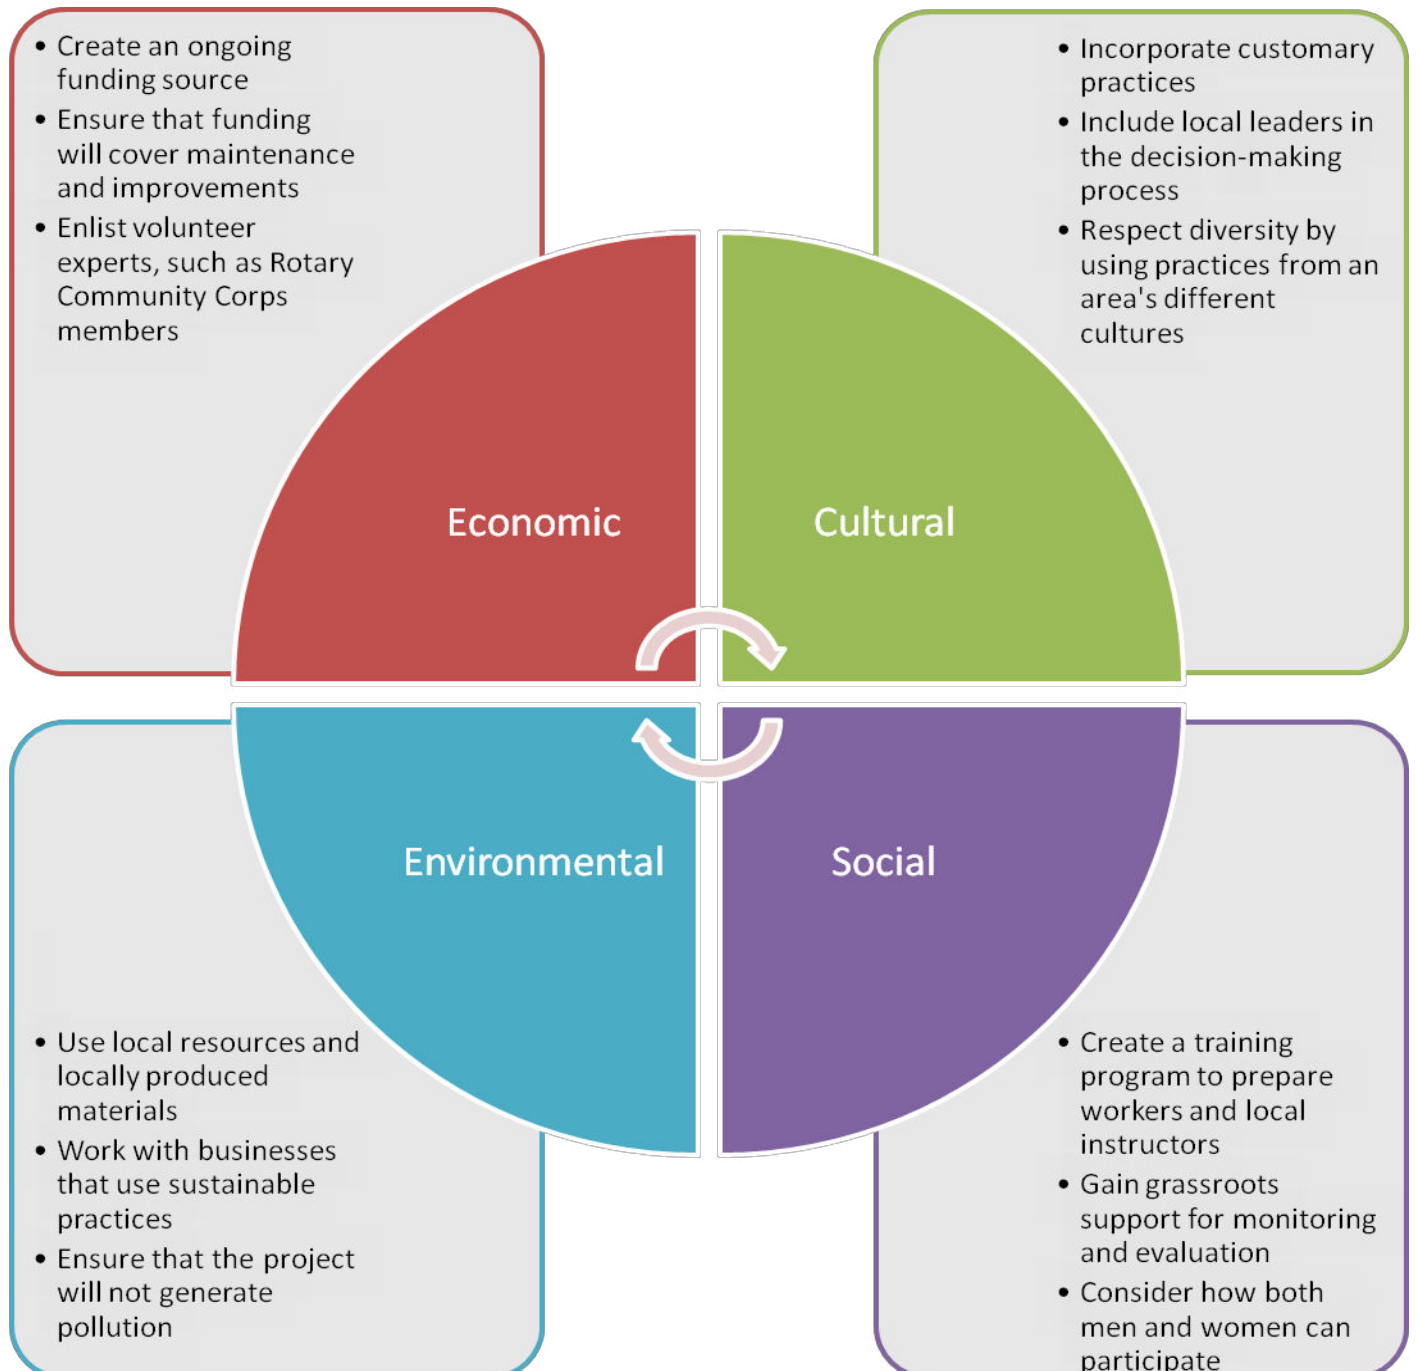 • Create an ongoing
funding source
• Ensure that funding
will cover maintenance
and improvements
• Enlist volunteer
experts, such as Rotary
Community Corps
members
• Incorporate customary
practices
• Include local leaders in
the decision-making
process
• Respect diversity by
using practices from an
area's different
cultures
Economic
Cultural
Environmental
Social
• Use local resources and
locally produced
materials
• Work with businesses
that use sustainable
practices
• Ensure that the project
will not generate
pollution
• Create a training
program to prepare
workers and local
instructors
• Gain grassroots
support for monitoring
and evaluation
• Consider how both
men and women can
participate